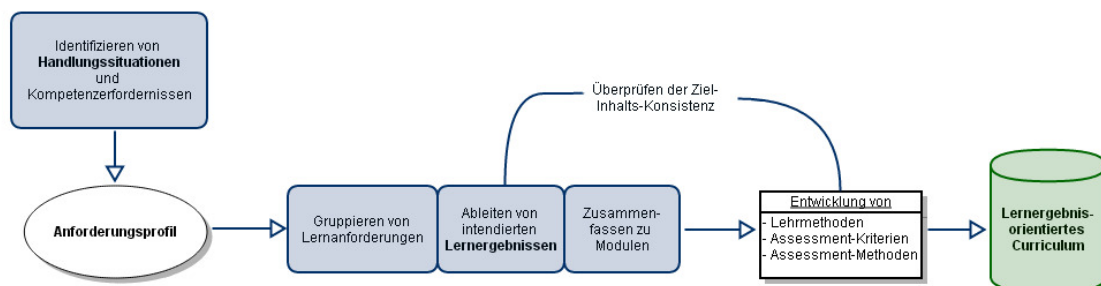 Identifizieren von
Handlungssituationen
und
Kompetenzerfordernissen
Überprüfen der Ziel-
Inhalts-Konsistenz
Anforderungsprofil
Gruppieren von
Lernanforderungen
Ableiten von
intendierten
Lernergebnissen
Zusammen-
fassen zu
Modulen
Entwicklung von
- Lehrmethoden
- Assessment-Kriterien
- Assessment-Methoden
Lernergebnis-
orientiertes
Curriculum